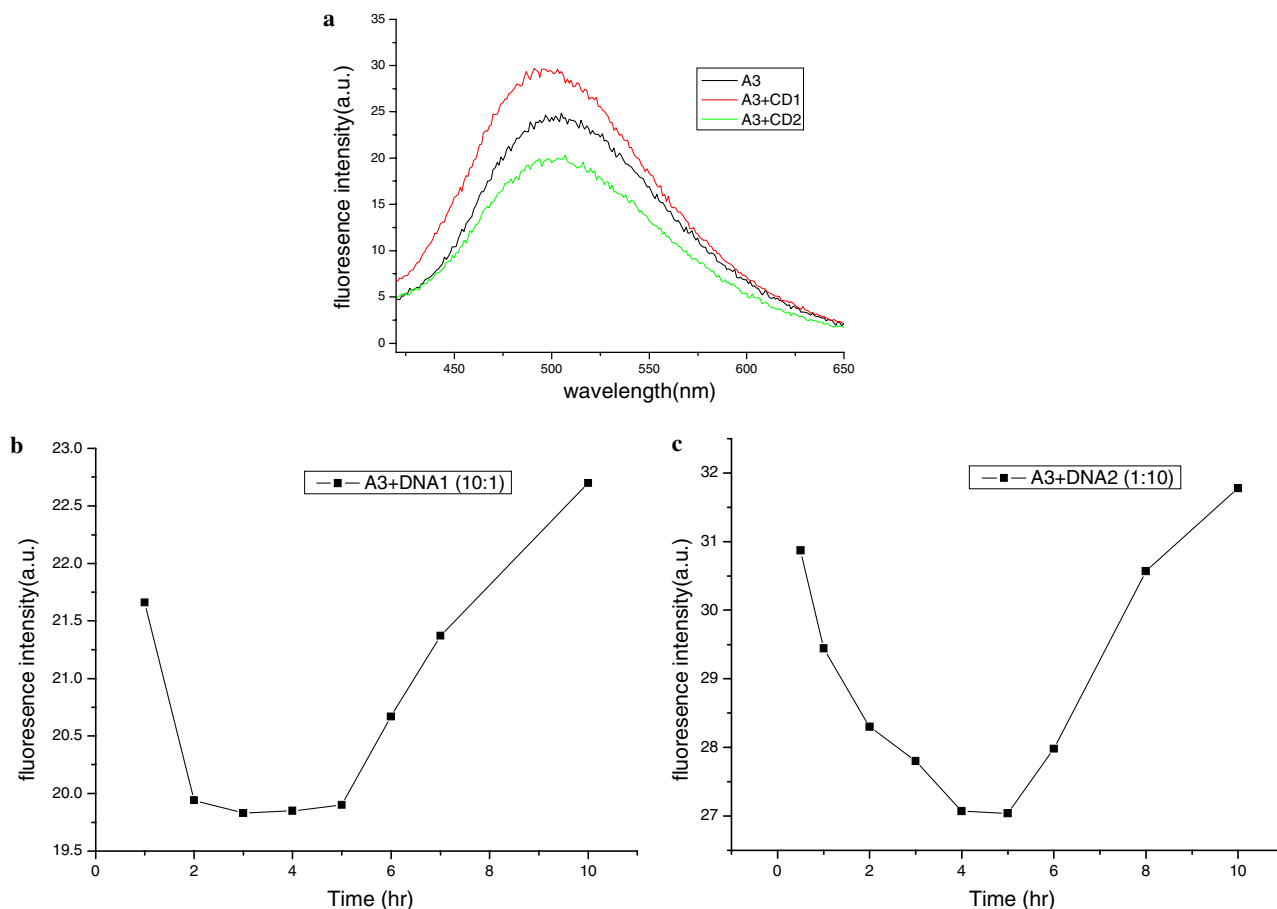 a
35
30
25
20
15
10
5
0
fluoresence intensity(a.u.)
A3
A3+CD1
A3+CD2
450 500 550 600 650
wavelength(nm)
b
23.0
22.5
22.0
21.5
21.0
20.5
20.0
19.5
fluoresence intensity(a.u.)
A3+DNA1 (10:1)
0 2 4 6 8 10
Time (hr)
c
32
31
30
29
28
27
fluoresence intensity(a.u.)
A3+DNA2 (1:10)
0 2 4 6 8 10
Time (hr)